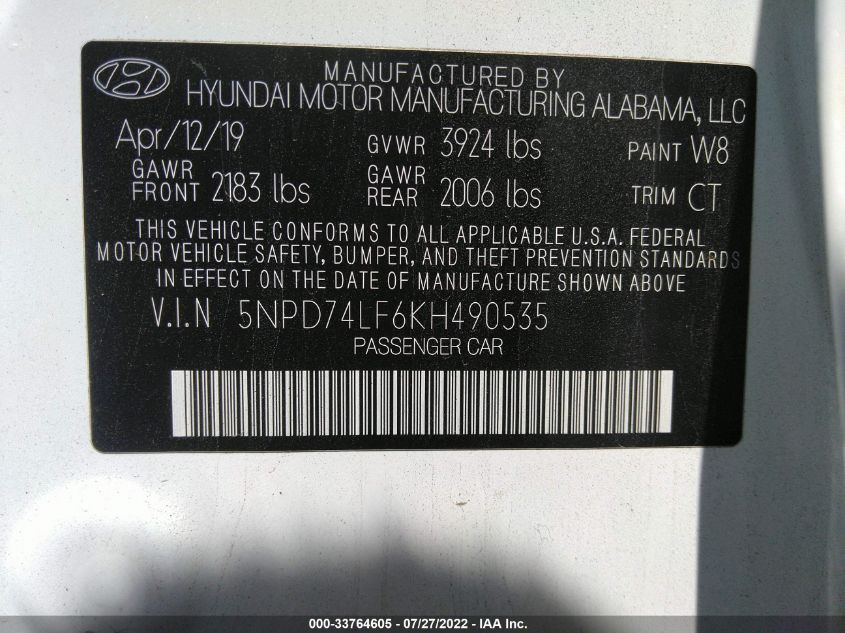 MANUFACTURED BY
HYUNDAI MOTOR MANUFACTURING ALABAMA, LLC
Apr/12/19 GVWR 3924 lbs PAINT W8
GAWR FRONT 2183 lbs GAWR REAR 2006 lbs TRIM CT
THIS VEHICLE CONFORMS TO ALL APPLICABLE U.S.A. FEDERAL
MOTOR VEHICLE SAFETY, BUMPER, AND THEFT PREVENTION STANDARDS
IN EFFECT ON THE DATE OF MANUFACTURE SHOWN ABOVE
V.I.N 5NPD74LF6KH490535
PASSENGER CAR
000-33764605 - 07/27/2022 - IAA Inc.